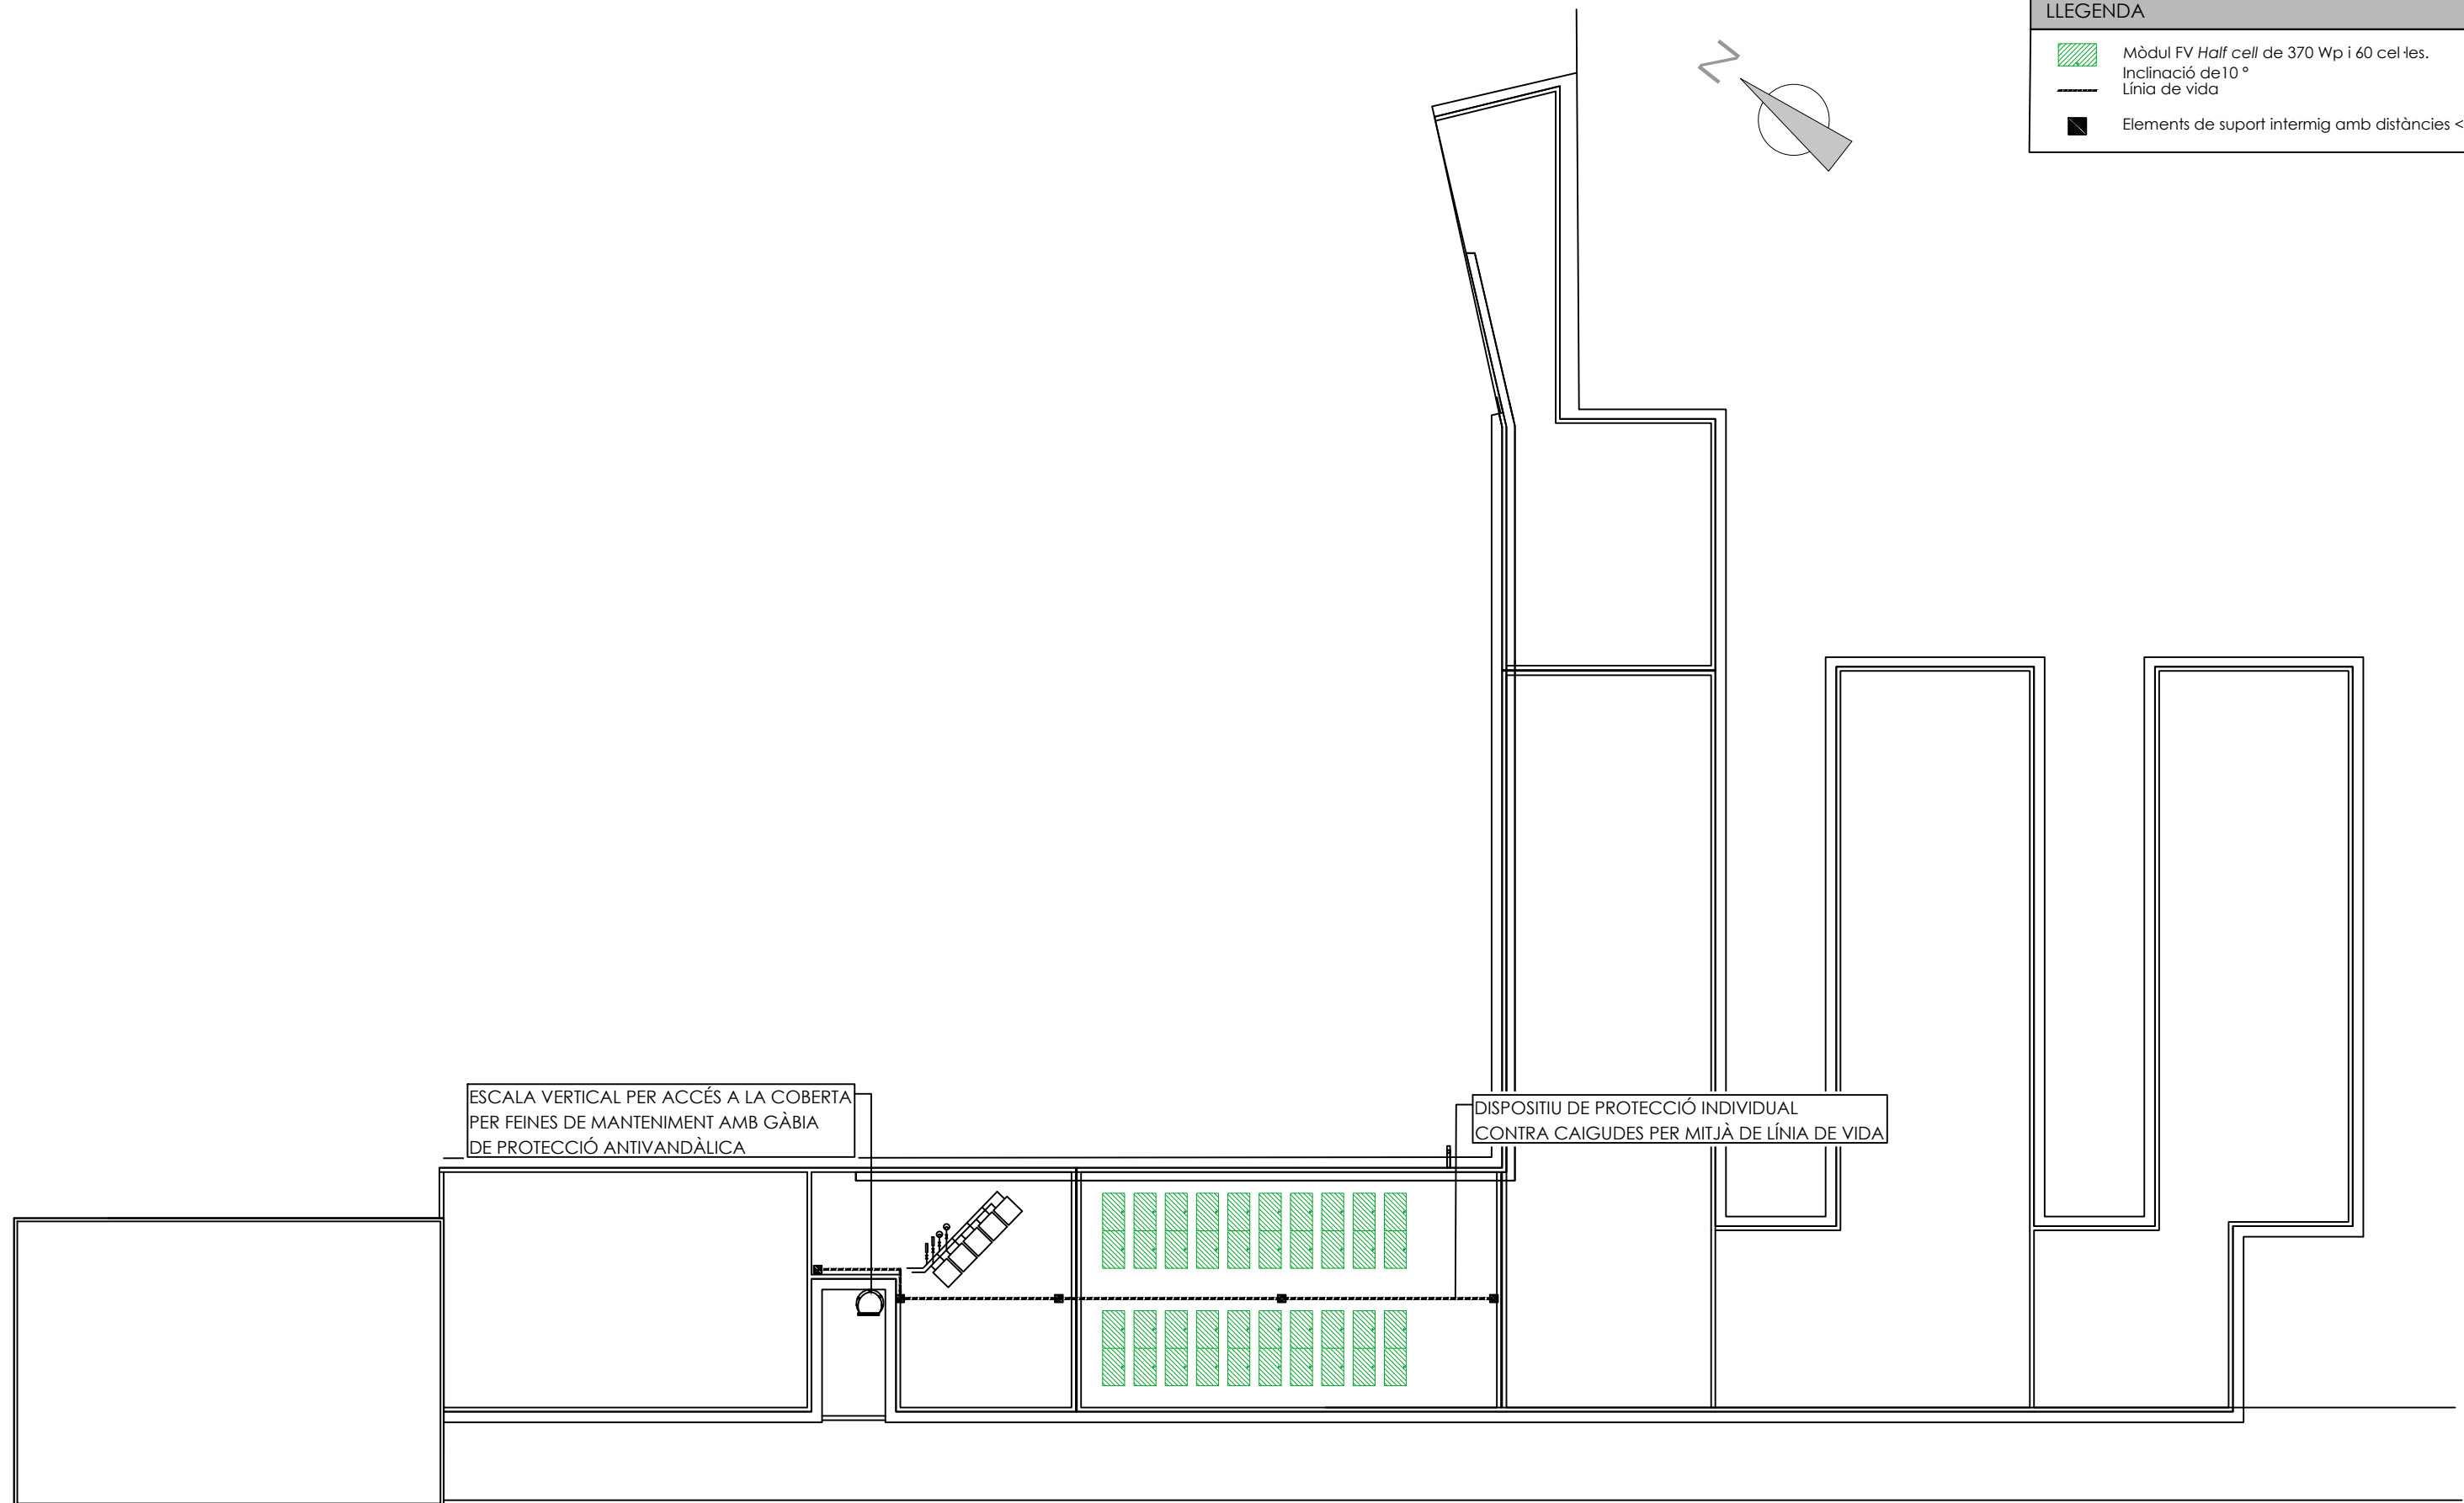 LLEGENDA
Mòdul FV Half cell de 370 Wp i 60 cel·les.
Inclinació de10 °
Línia de vida
Elements de suport intermig amb distàncies <
N
ESCALA VERTICAL PER ACCÉS A LA COBERTA
PER FEINES DE MANTENIMENT AMB GÀBIA
DE PROTECCIÓ ANTIVANDÀLICA
DISPOSITIU DE PROTECCIÓ INDIVIDUAL
CONTRA CAIGUDES PER MITJÀ DE LÍNIA DE VIDA